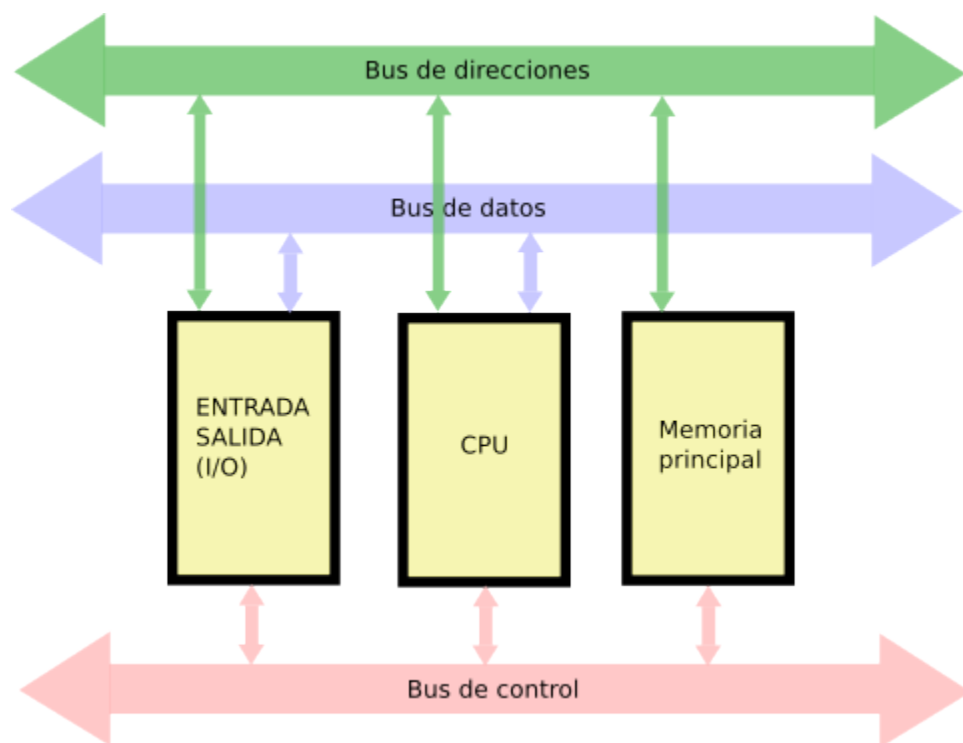 Bus de direcciones
Bus de datos
ENTRADA
SALIDA
(I/O)
CPU
Memoria
principal
Bus de control